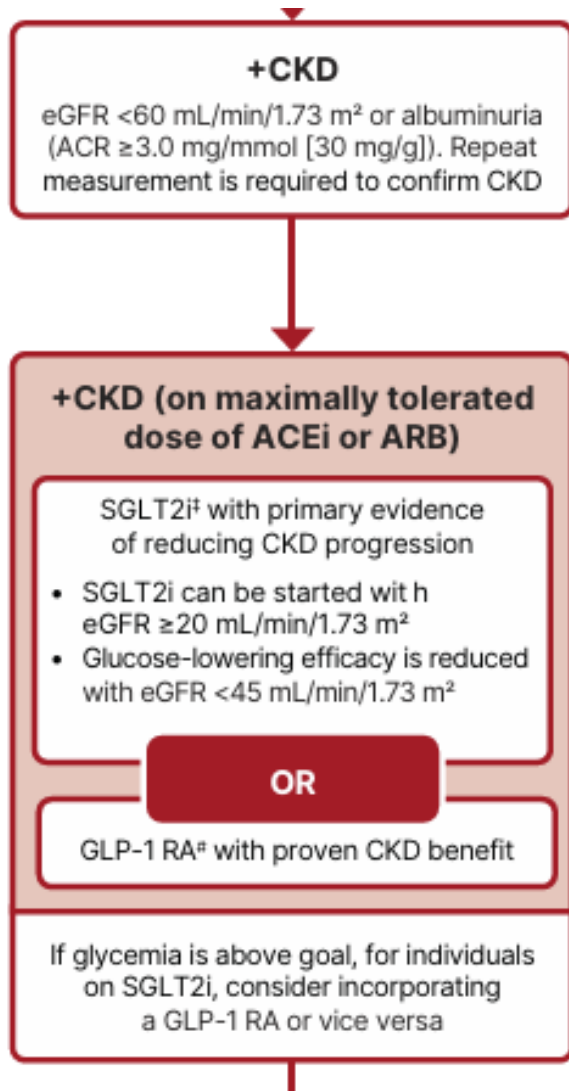 +CKD
eGFR <60 mL/min/1.73 m² or albuminuria
(ACR ≥3.0 mg/mmol [30 mg/g]). Repeat
measurement is required to confirm CKD
+CKD (on maximally tolerated
dose of ACEi or ARB)
SGLT2i‡ with primary evidence
of reducing CKD progression
• SGLT2i can be started with
eGFR ≥20 mL/min/1.73 m²
• Glucose-lowering efficacy is reduced
with eGFR <45 mL/min/1.73 m²
OR
GLP-1 RA# with proven CKD benefit
If glycemia is above goal, for individuals
on SGLT2i, consider incorporating
a GLP-1 RA or vice versa